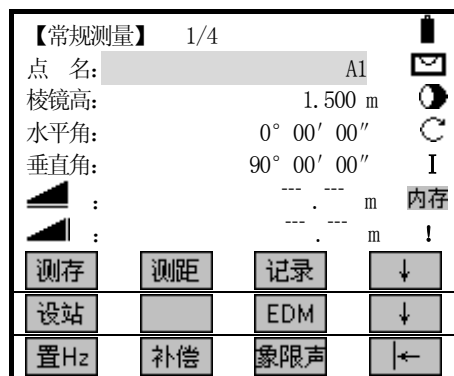 【常规测量】 1/4
点 名: A1
棱镜高: 1.500 m
水平角: 0° 00′ 00″
垂直角: 90° 00′ 00″ I
: ---.--- m 内存
: ---.--- m !
测存 测距 记录 ↓
设站 EDM ↓
置Hz 补偿 象限声 |←